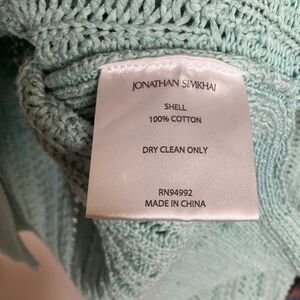 JONATHAN SIMKHAI
SHELL
100% COTTON
DRY CLEAN ONLY
RN94992
MADE IN CHINA